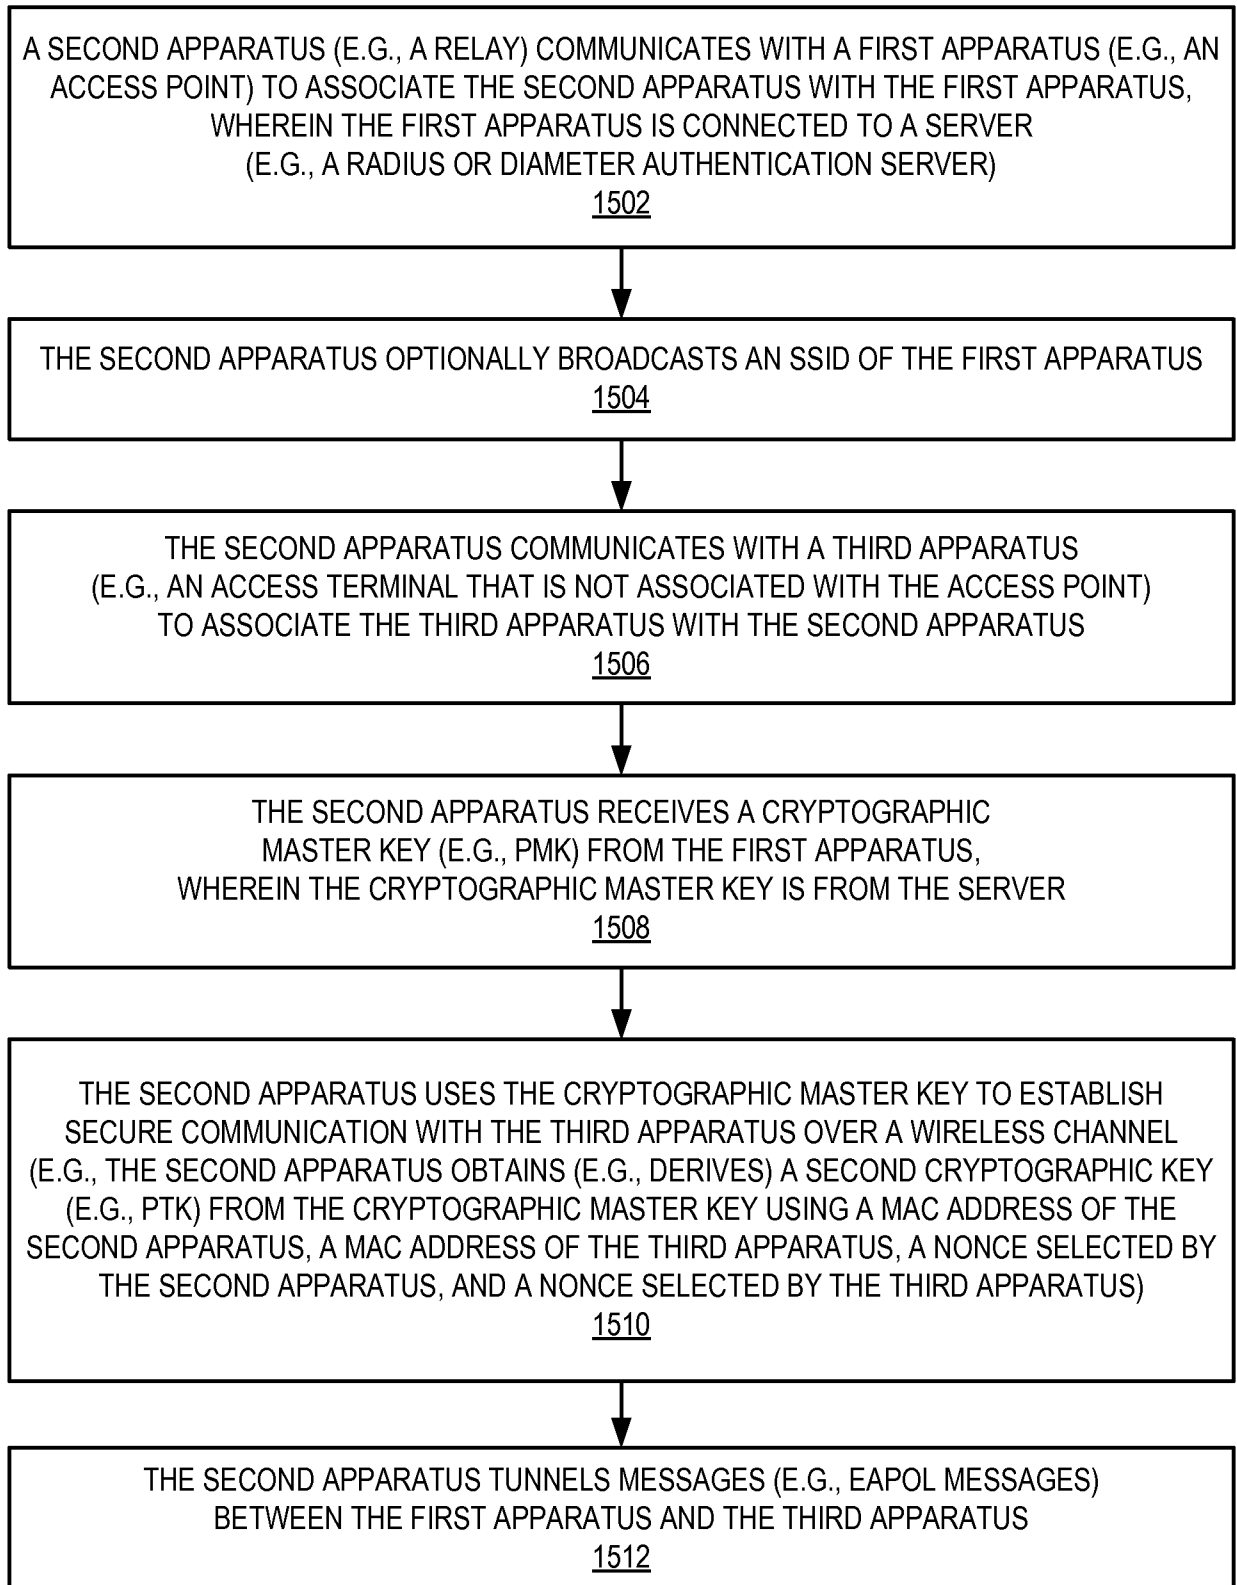 A SECOND APPARATUS (E.G., A RELAY) COMMUNICATES WITH A FIRST APPARATUS (E.G., AN
ACCESS POINT) TO ASSOCIATE THE SECOND APPARATUS WITH THE FIRST APPARATUS,
WHEREIN THE FIRST APPARATUS IS CONNECTED TO A SERVER
(E.G., A RADIUS OR DIAMETER AUTHENTICATION SERVER)
1502
THE SECOND APPARATUS OPTIONALLY BROADCASTS AN SSID OF THE FIRST APPARATUS
1504
THE SECOND APPARATUS COMMUNICATES WITH A THIRD APPARATUS
(E.G., AN ACCESS TERMINAL THAT IS NOT ASSOCIATED WITH THE ACCESS POINT)
TO ASSOCIATE THE THIRD APPARATUS WITH THE SECOND APPARATUS
1506
THE SECOND APPARATUS RECEIVES A CRYPTOGRAPHIC
MASTER KEY (E.G., PMK) FROM THE FIRST APPARATUS,
WHEREIN THE CRYPTOGRAPHIC MASTER KEY IS FROM THE SERVER
1508
THE SECOND APPARATUS USES THE CRYPTOGRAPHIC MASTER KEY TO ESTABLISH
SECURE COMMUNICATION WITH THE THIRD APPARATUS OVER A WIRELESS CHANNEL
(E.G., THE SECOND APPARATUS OBTAINS (E.G., DERIVES) A SECOND CRYPTOGRAPHIC KEY
(E.G., PTK) FROM THE CRYPTOGRAPHIC MASTER KEY USING A MAC ADDRESS OF THE
SECOND APPARATUS, A MAC ADDRESS OF THE THIRD APPARATUS, A NONCE SELECTED BY
THE SECOND APPARATUS, AND A NONCE SELECTED BY THE THIRD APPARATUS)
1510
THE SECOND APPARATUS TUNNELS MESSAGES (E.G., EAPOL MESSAGES)
BETWEEN THE FIRST APPARATUS AND THE THIRD APPARATUS
1512